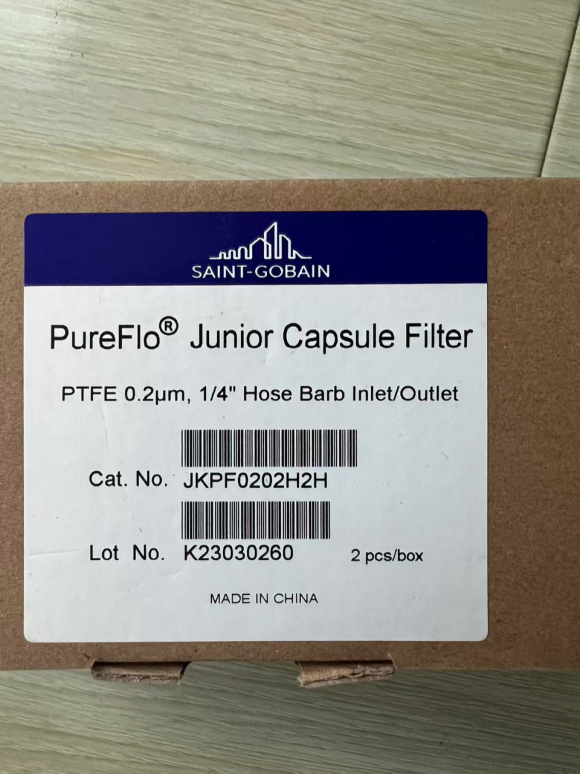 SAINT-GOBAIN
PureFlo® Junior Capsule Filter
PTFE 0.2µm, 1/4" Hose Barb Inlet/Outlet
Cat. No. JKPF0202H2H
Lot No. K23030260 2 pcs/box
MADE IN CHINA